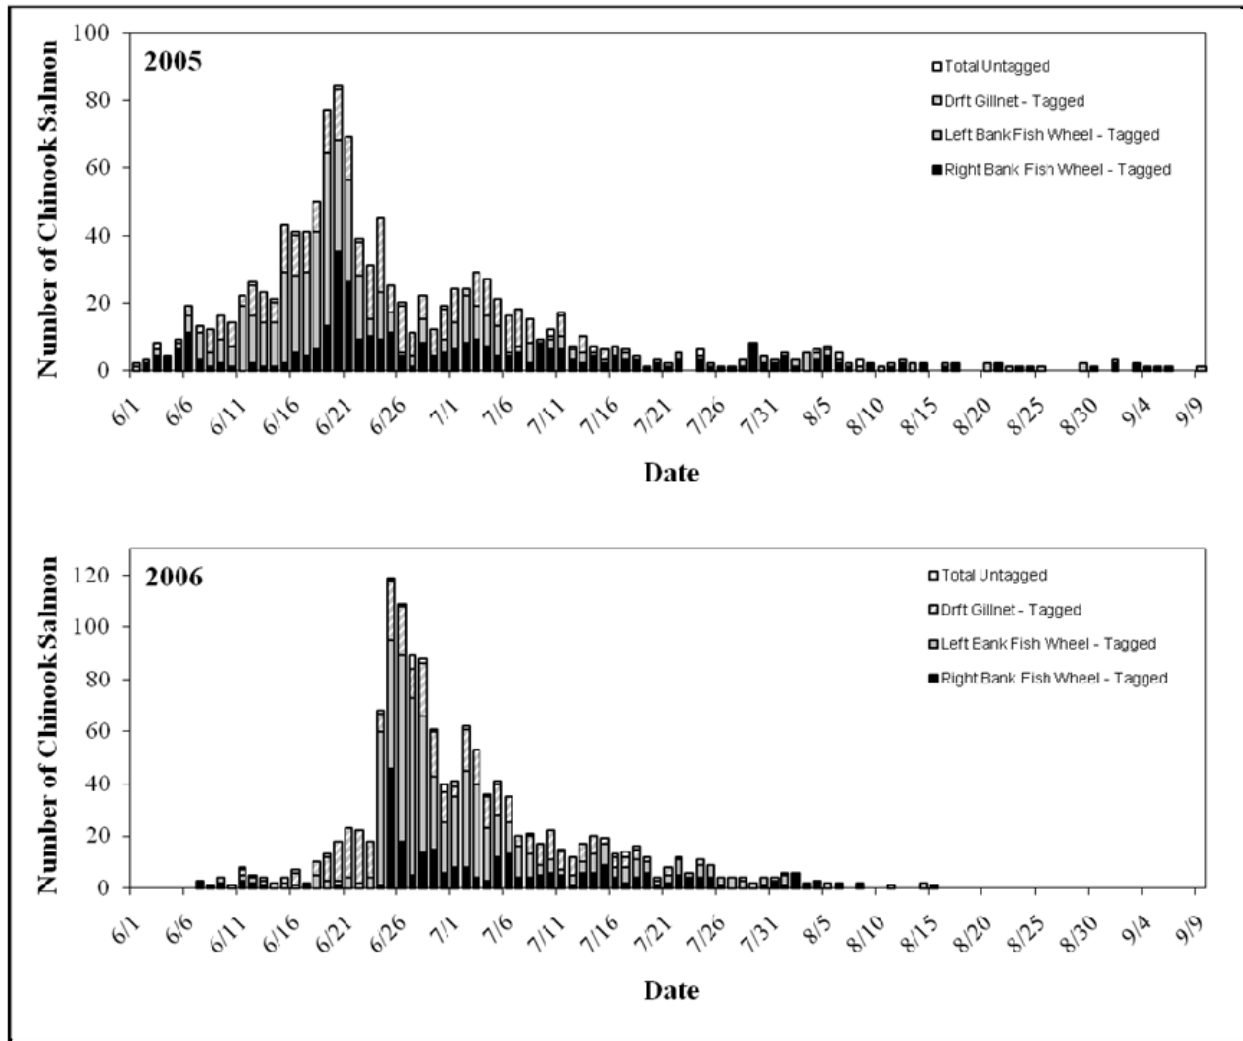 100
80
60
40
20
0
Number of Chinook Salmon
2005
Total Untagged
Drft Gillnet - Tagged
Left Bank Fish Wheel - Tagged
Right Bank Fish Wheel - Tagged
6/1 6/6 6/11 6/16 6/21 6/26 7/1 7/6 7/11 7/16 7/21 7/26 7/31 8/5 8/10 8/15 8/20 8/25 8/30 9/4 9/9
Date
120
100
80
60
40
20
0
Number of Chinook Salmon
2006
Total Untagged
Drft Gillnet - Tagged
Left Eank Fish Wheel - Tagged
Right Bank Fish Wheel - Tagged
6/1 6/6 6/11 6/16 6/21 6/26 7/1 7/6 7/11 7/16 7/21 7/26 7/31 8/5 8/10 8/15 8/20 8/25 8/30 9/4 9/9
Date